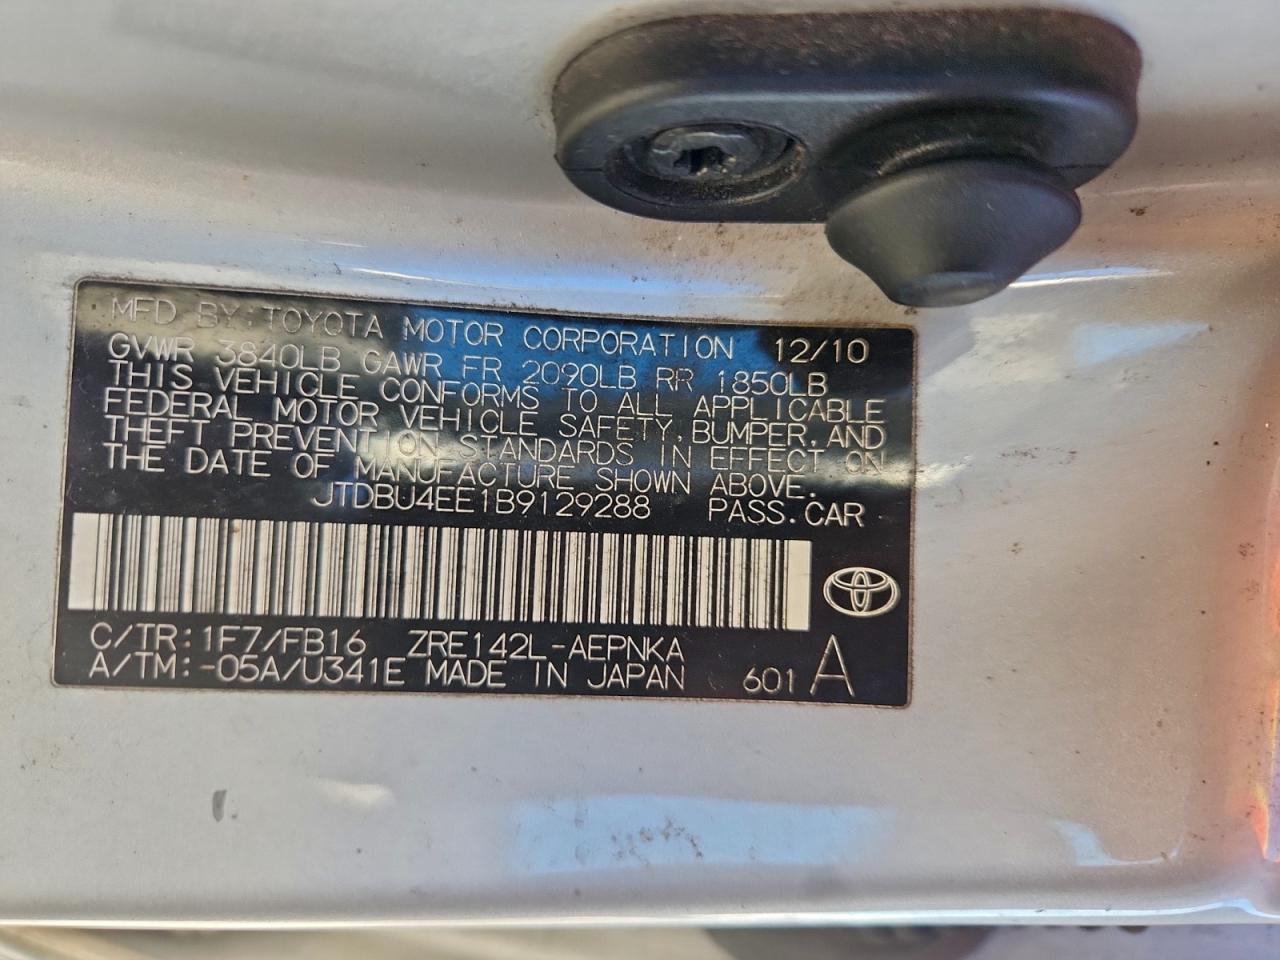 MFD BY:TOYOTA MOTOR CORPORATION 12/10
GVWR 3840LB GAWR FR 2090LB RR 1850LB
THIS VEHICLE CONFORMS TO ALL APPLICABLE
FEDERAL MOTOR VEHICLE SAFETY, BUMPER, AND
THEFT PREVENTION STANDARDS IN EFFECT ON
THE DATE OF MANUFACTURE SHOWN ABOVE.
JTDBU4EE1B9129288 PASS.CAR
C/TR:1F7/FB16 ZRE142L-AEPNKA
A/TM:-05A/U341E MADE IN JAPAN 601 A